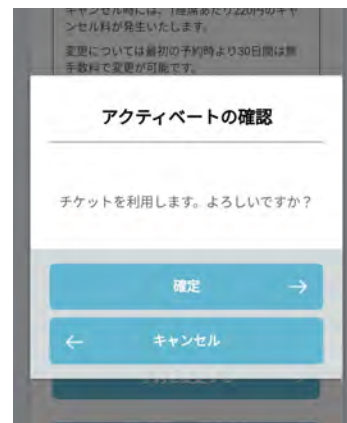 キャンセル時には、1座席あたり220円のキャ
ンセル料が発生いたします。
変更については最初の予約時より30日間は無
手数料で変更が可能です。
アクティベートの確認
チケットを利用します。よろしいですか？
確定 →
← キャンセル